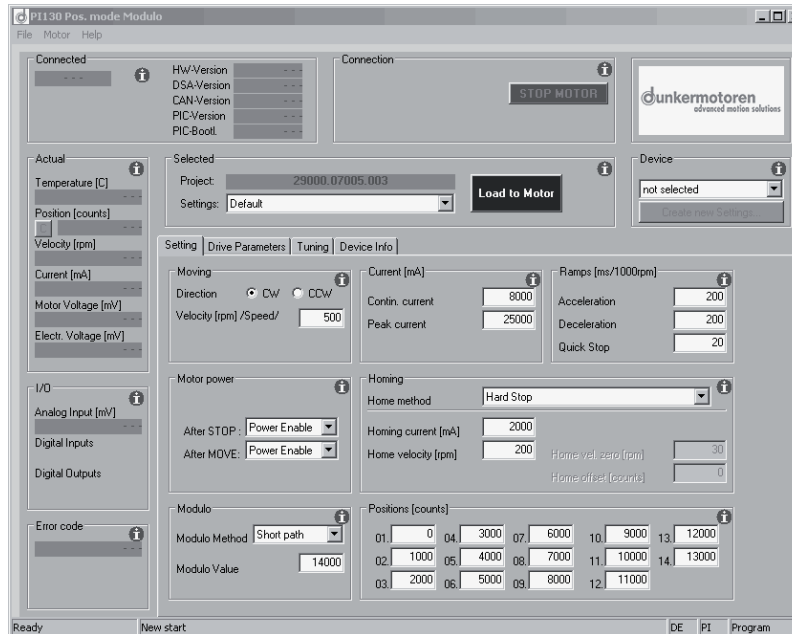 PI130 Pos. mode Modulo
File Motor Help
Connected
- - -
HW-Version - - -
DSA-Version - - -
CAN-Version - - -
PIC-Version - - -
PIC-Bootl. - - -
Connection
STOP MOTOR
dunkermotoren
advanced motion solutions
Actual
Temperature [C]
- - -
Position [counts]
C - - -
Velocity [rpm]
- - -
Current [mA]
- - -
Motor Voltage [mV]
- - -
Electr. Voltage [mV]
- - -
Selected
Project: 29000.07005.003
Settings: Default
Load to Motor
Device
not selected
Create new Settings...
Setting Drive Parameters Tuning Device Info
Moving
Direction CW CCW
Velocity [rpm] /Speed/ 500
Current [mA]
Contin. current 8000
Peak current 25000
Ramps [ms/1000rpm]
Acceleration 200
Deceleration 200
Quick Stop 20
I/O
Analog Input [mV]
- - -
Digital Inputs
Digital Outputs
Motor power
After STOP : Power Enable
After MOVE: Power Enable
Homing
Home method Hard Stop
Homing current [mA] 2000
Home velocity [rpm] 200
Home vel. zero [rpm] 30
Home offset [counts] 0
Error code
- - -
Modulo
Modulo Method Short path
Modulo Value 14000
Positions [counts]
01. 0 04. 3000 07. 6000 10. 9000 13. 12000
02. 1000 05. 4000 08. 7000 11. 10000 14. 13000
03. 2000 06. 5000 09. 8000 12. 11000
Ready New start DE PI Program